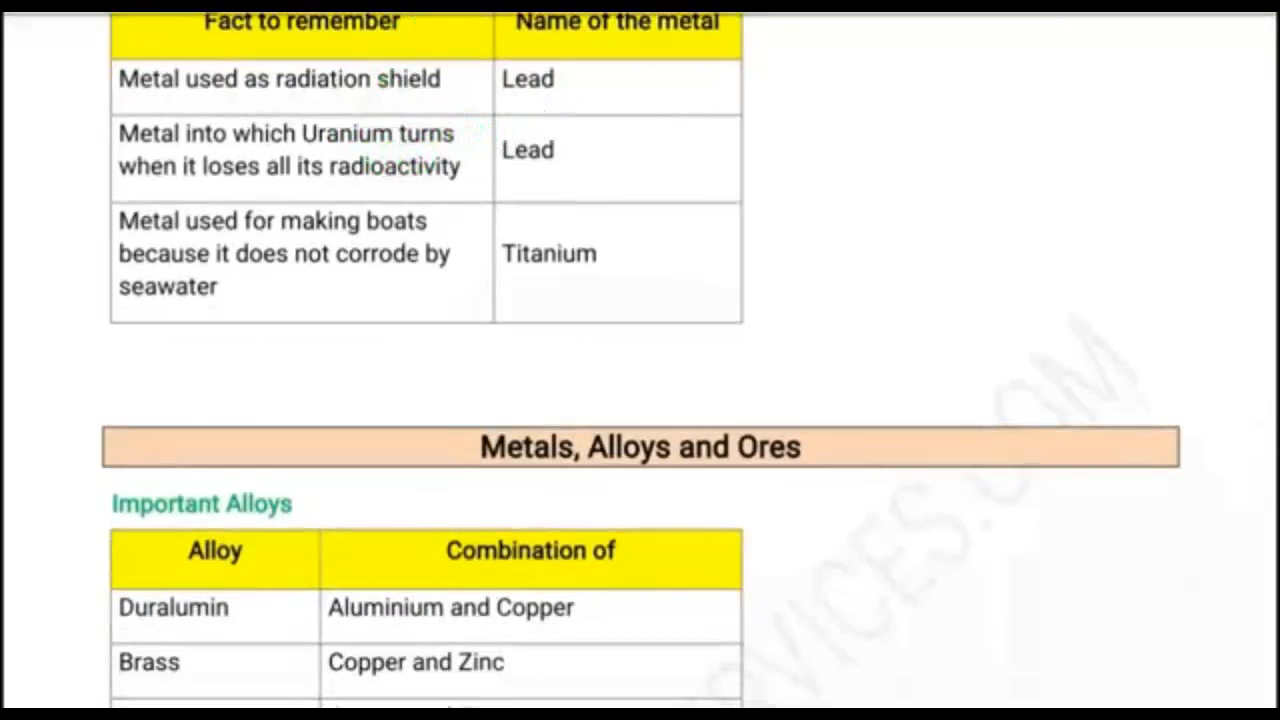 Fact to remember
Name of the metal
Metal used as radiation shield
Lead
Metal into which Uranium turns
when it loses all its radioactivity
Lead
Metal used for making boats
because it does not corrode by
seawater
Titanium
Metals, Alloys and Ores
Important Alloys
Alloy
Combination of
Duralumin
Aluminium and Copper
Brass
Copper and Zinc